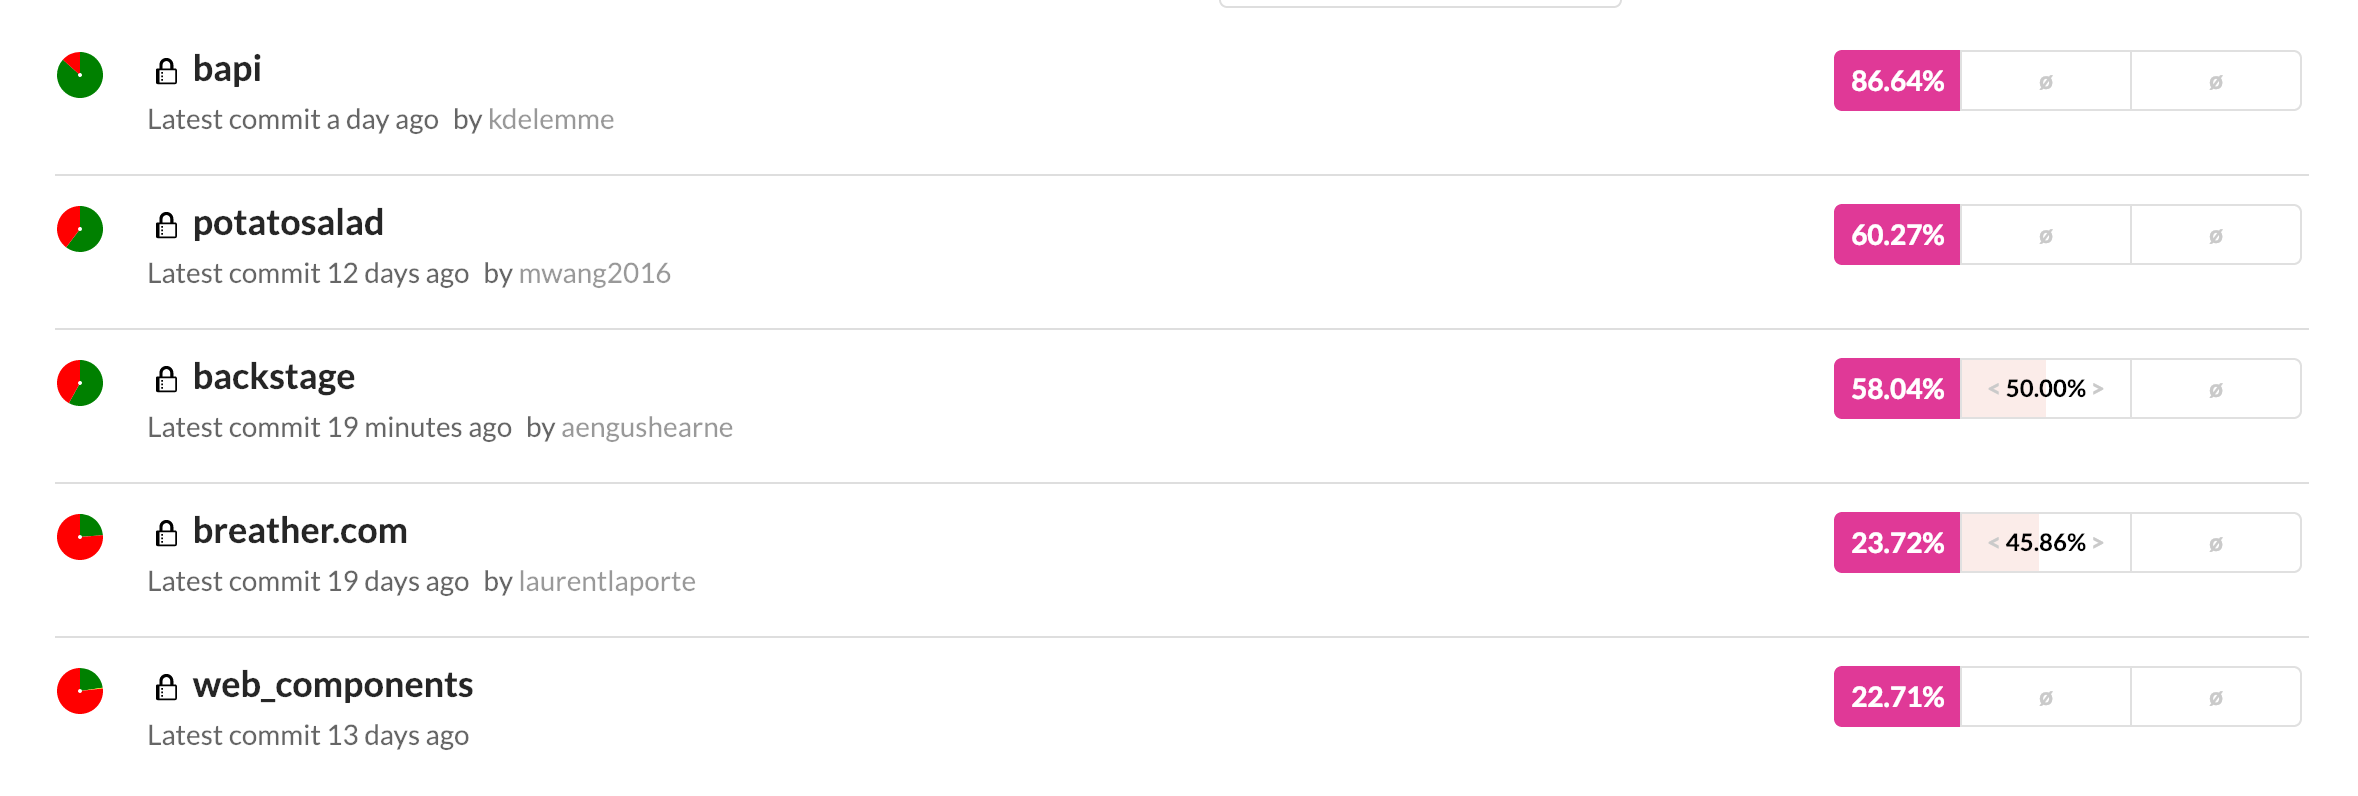 bapi 86.64% ø ø
Latest commit a day ago by kdelemme
potatosalad 60.27% ø ø
Latest commit 12 days ago by mwang2016
backstage 58.04% < 50.00% > ø
Latest commit 19 minutes ago by aengushearne
breather.com 23.72% < 45.86% > ø
Latest commit 19 days ago by laurentlaporte
web_components 22.71% ø ø
Latest commit 13 days ago